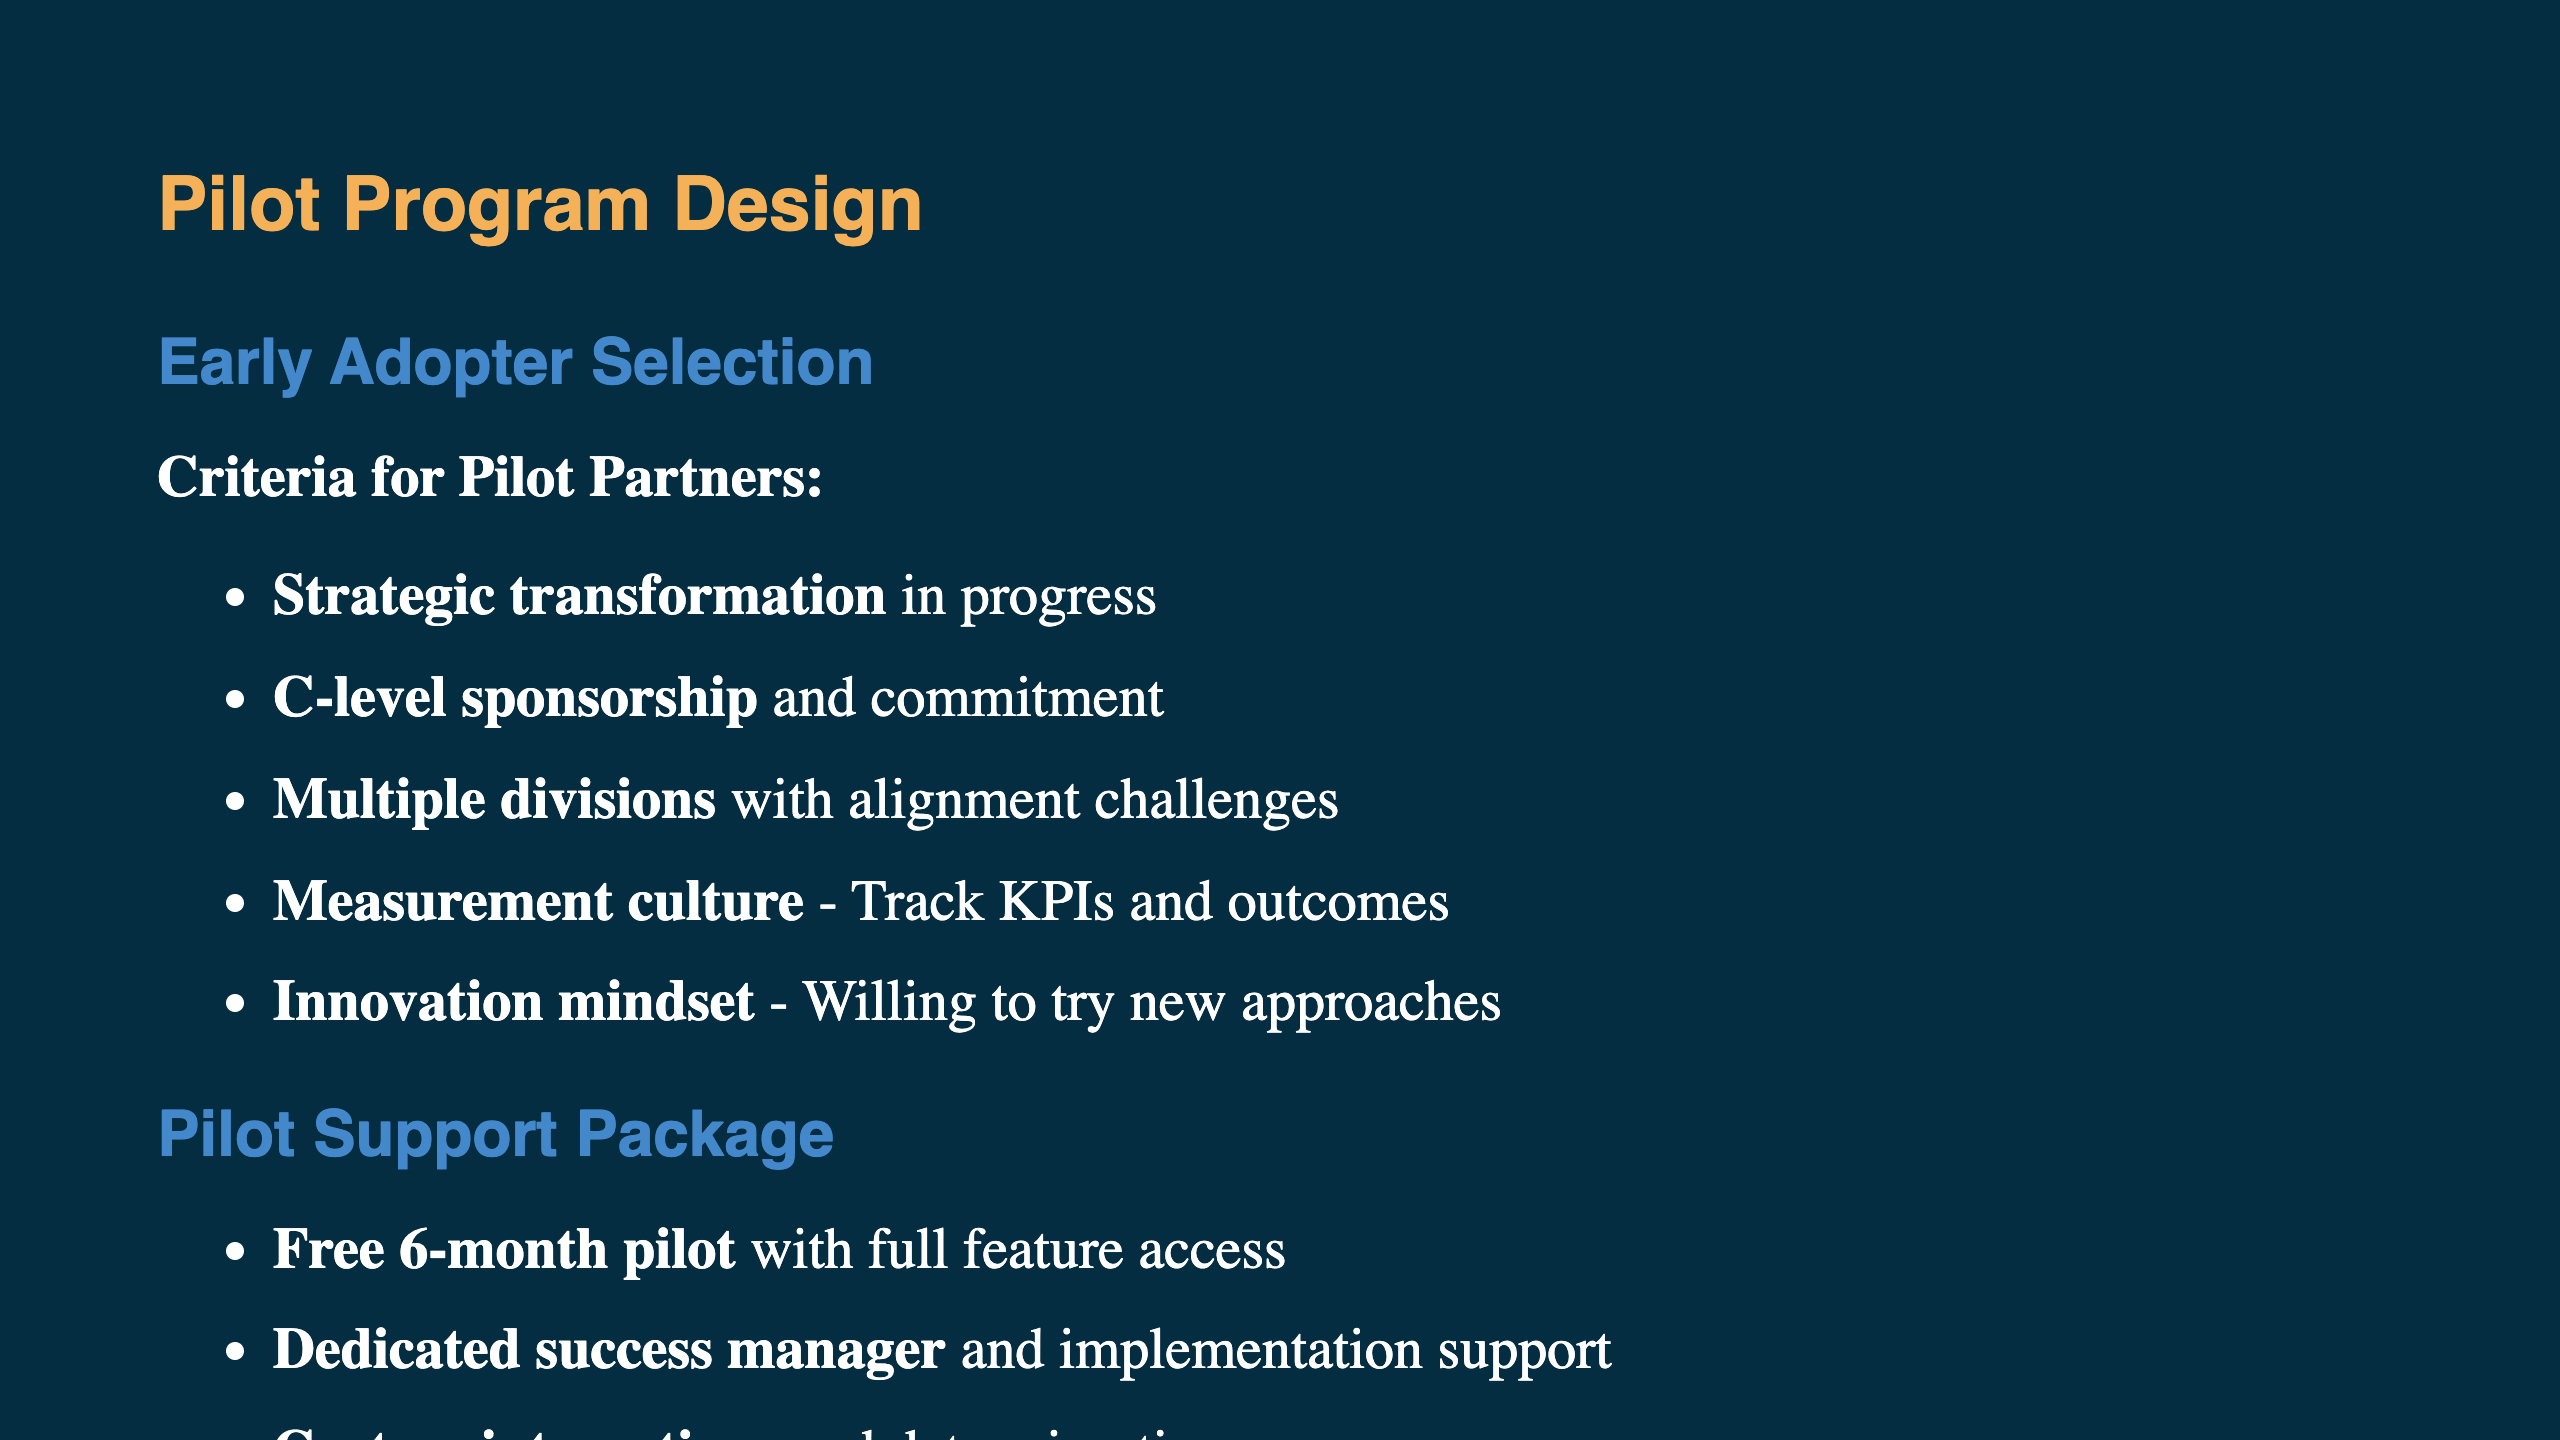 Pilot Program Design
Early Adopter Selection
Criteria for Pilot Partners:
• Strategic transformation in progress
• C-level sponsorship and commitment
• Multiple divisions with alignment challenges
• Measurement culture - Track KPIs and outcomes
• Innovation mindset - Willing to try new approaches
Pilot Support Package
• Free 6-month pilot with full feature access
• Dedicated success manager and implementation support